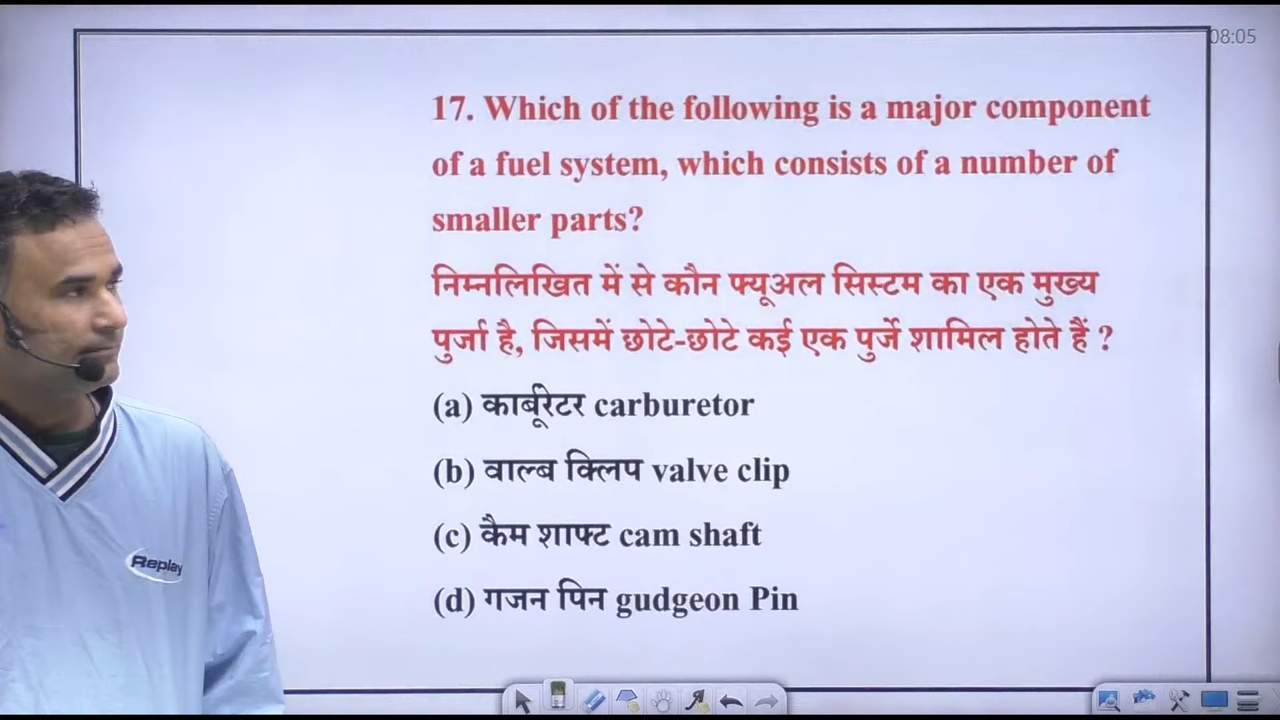 08:05
17. Which of the following is a major component
of a fuel system, which consists of a number of
smaller parts?
निम्नलिखित में से कौन फ्यूअल सिस्टम का एक मुख्य
पुर्जा है, जिसमें छोटे-छोटे कई एक पुर्जे शामिल होते हैं ?
(a) कार्बूरेटर carburetor
(b) वाल्ब क्लिप valve clip
(c) कैम शाफ्ट cam shaft
(d) गजन पिन gudgeon Pin
Replay